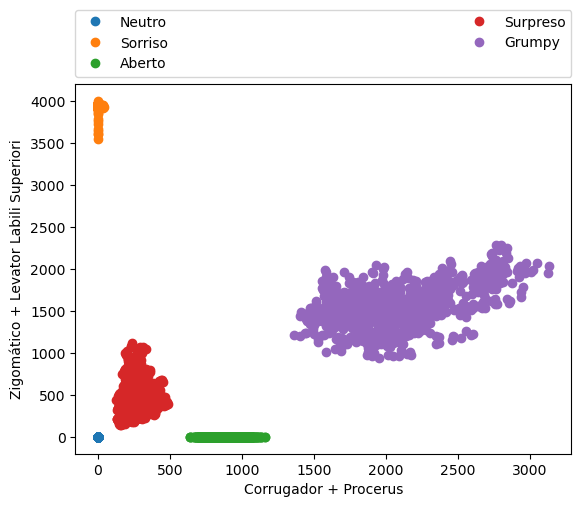 Neutro
Sorriso
Aberto
Surpreso
Grumpy
4000
3500
3000
2500
2000
1500
1000
500
0
Zigomático + Levator Labili Superiori
0 500 1000 1500 2000 2500 3000
Corrugador + Procerus